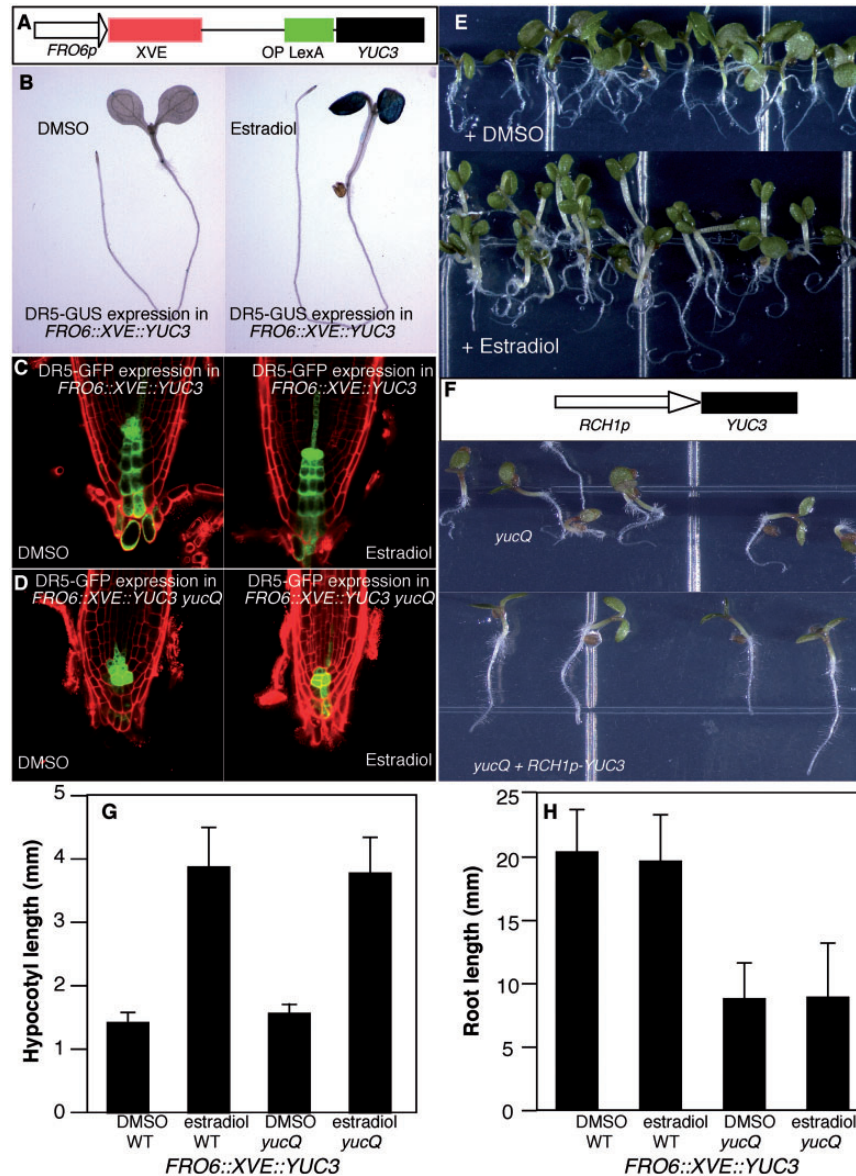 A
FRO6p
XVE
OP LexA
YUC3
B
DMSO
Estradiol
DR5-GUS expression in
FRO6::XVE::YUC3
DR5-GUS expression in
FRO6::XVE::YUC3
C
DR5-GFP expression in
FRO6::XVE::YUC3
DR5-GFP expression in
FRO6::XVE::YUC3
DMSO
Estradiol
D
DR5-GFP expression in
FRO6::XVE::YUC3 yucQ
DR5-GFP expression in
FRO6::XVE::YUC3 yucQ
DMSO
Estradiol
E
+ DMSO
+ Estradiol
F
RCH1p
YUC3
yucQ
yucQ + RCH1p-YUC3
G
Hypocotyl length (mm)
5
4
3
2
1
0
DMSO
WT
estradiol
WT
DMSO
yucQ
estradiol
yucQ
FRO6::XVE::YUC3
H
Root length (mm)
25
20
15
10
5
0
DMSO
WT
estradiol
WT
DMSO
yucQ
estradiol
yucQ
FRO6::XVE::YUC3